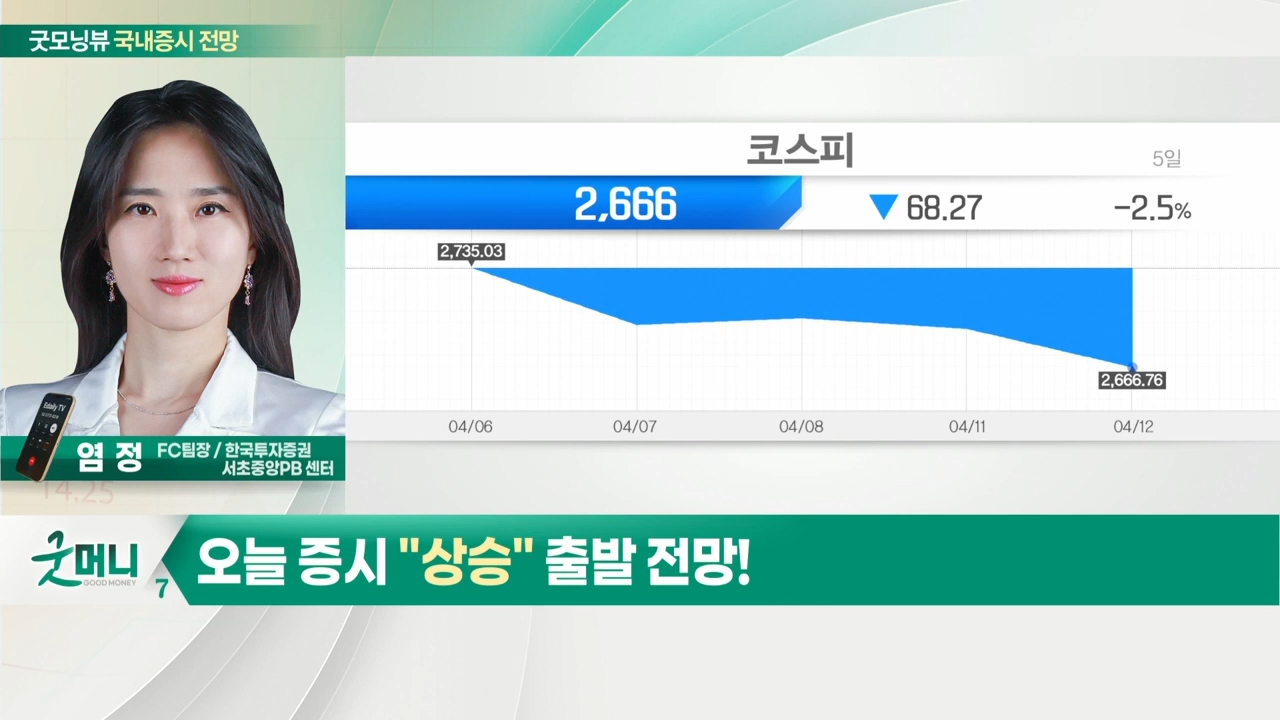 굿모닝뷰 국내증시 전망
코스피
5일
2,666
▼ 68.27
-2.5%
2,735.03
2,666.76
04/06
04/07
04/08
04/11
04/12
Edaily TV
염 정
FC팀장 / 한국투자증권
서초중앙PB 센터
14.25
굿머니
GOOD MONEY
7
오늘 증시 "상승" 출발 전망!